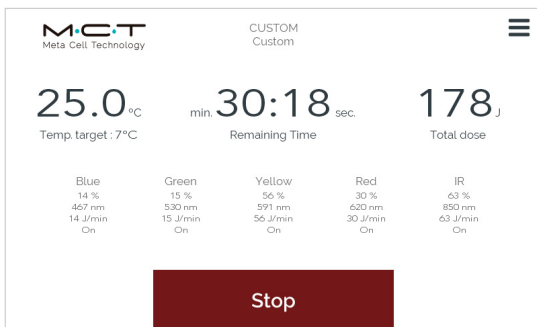 M·C·T
Meta Cell Technology
CUSTOM
Custom
25.0 °C
Temp. target : 7°C
min. 30:18 sec.
Remaining Time
178 J
Total dose
Blue
14 %
467 nm
14 J/min
On
Green
15 %
530 nm
15 J/min
On
Yellow
56 %
591 nm
56 J/min
On
Red
30 %
620 nm
30 J/min
On
IR
63 %
850 nm
63 J/min
On
Stop